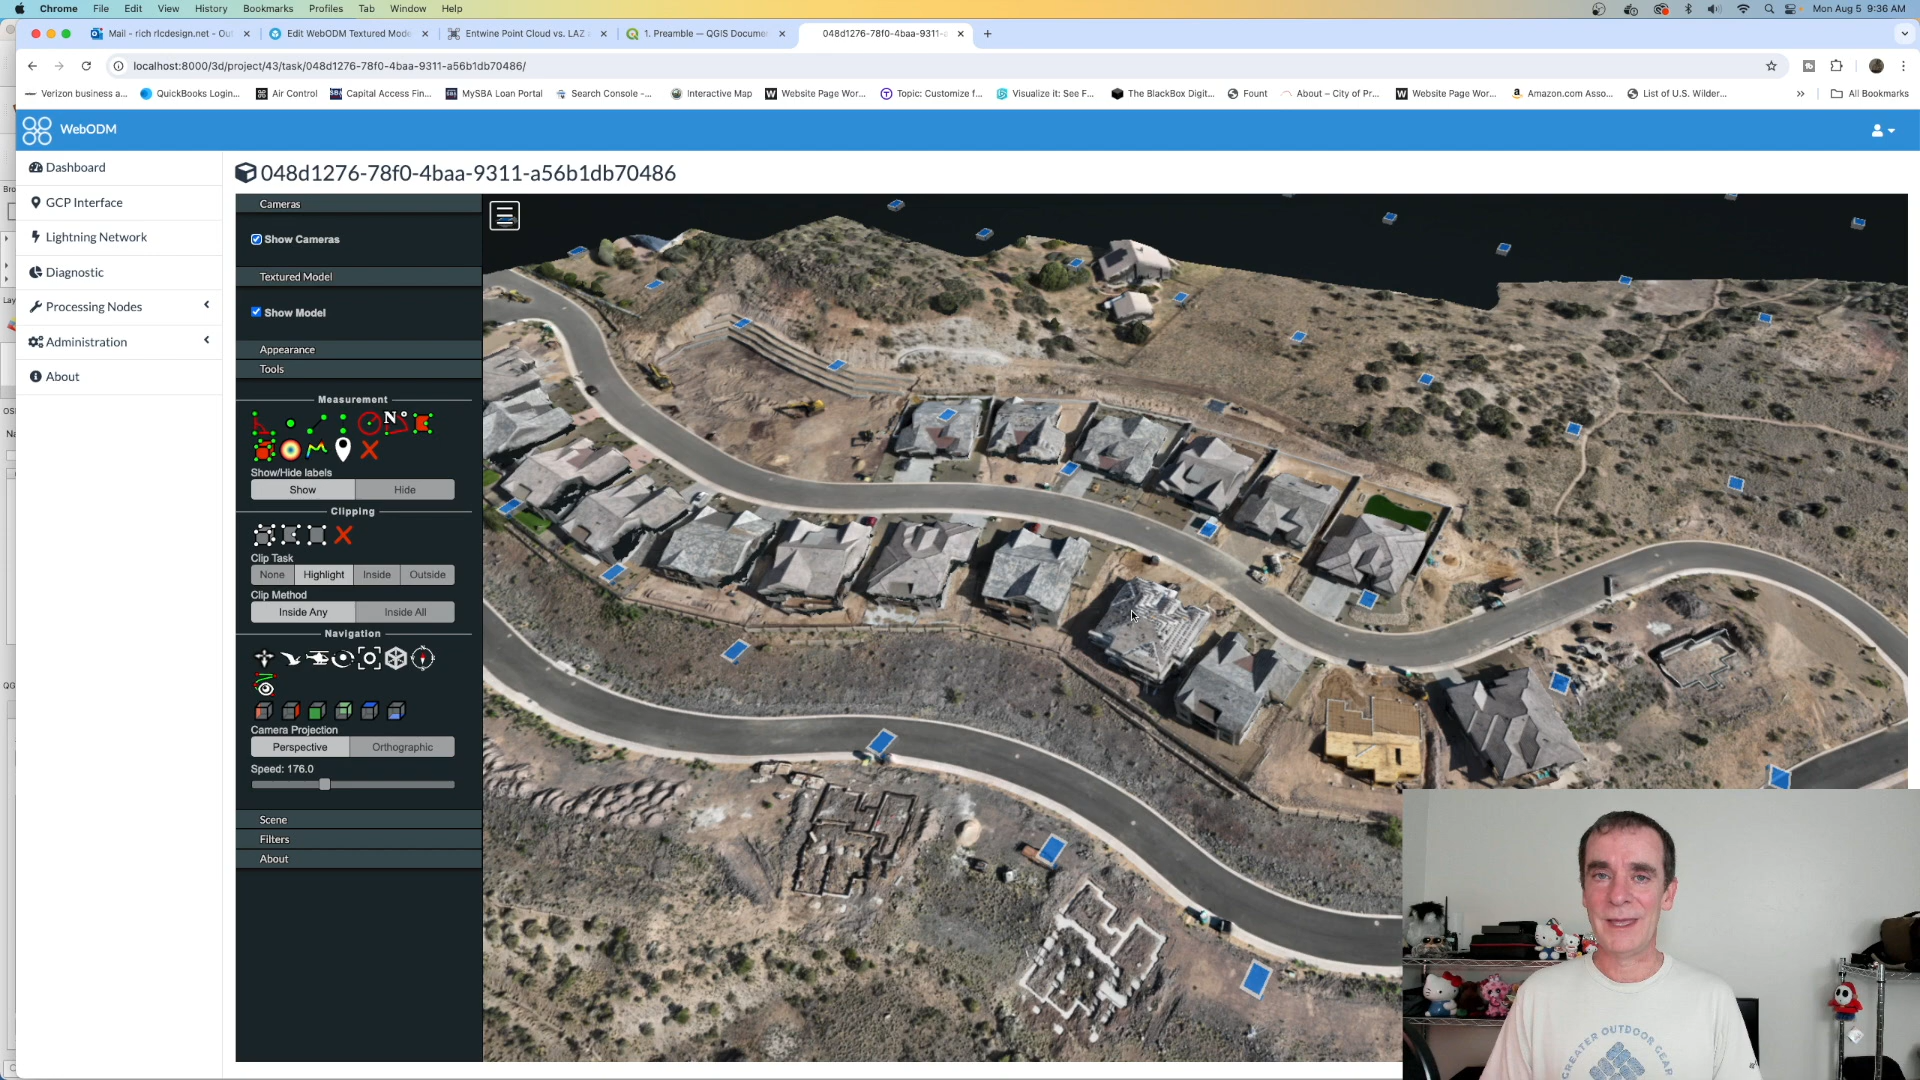 Chrome File Edit View History Bookmarks Profiles Tab Window Help Mon Aug 5 9:36 AM
Mail - rich rlcdesign.net - Out Edit WebODM Textured Mode Entwine Point Cloud vs. LAZ 1. Preamble — QGIS Docume 048d1276-78f0-4baa-9311-a
localhost:8000/3d/project/43/task/048d1276-78f0-4baa-9311-a56b1db70486/
Verizon business a... QuickBooks Login... Air Control Capital Access Fin... MySBA Loan Portal Search Console -... Interactive Map Website Page Wor... Topic: Customize f... Visualize it: See F... The BlackBox Digit... Fount About – City of Pr... Website Page Wor... Amazon.com Asso... List of U.S. Wilder... All Bookmarks
WebODM
Dashboard
GCP Interface
Lightning Network
Diagnostic
Processing Nodes
Administration
About
048d1276-78f0-4baa-9311-a56b1db70486
Cameras
Show Cameras
Textured Model
Show Model
Appearance
Tools
Measurement
N°
Show/Hide labels
Show Hide
Clipping
Clip Task
None Highlight Inside Outside
Clip Method
Inside Any Inside All
Navigation
Camera Projection
Perspective Orthographic
Speed: 176.0
Scene
Filters
About
GREATER OUTDOOR GEAR